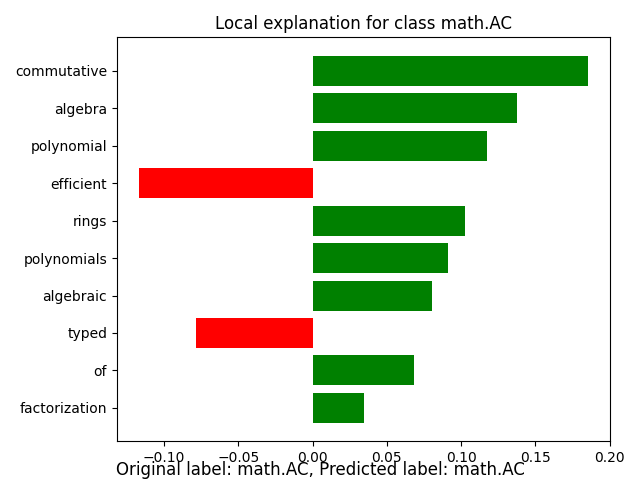 Local explanation for class math.AC
commutative
algebra
polynomial
efficient
rings
polynomials
algebraic
typed
of
factorization
−0.10 −0.05 0.00 0.05 0.10 0.15 0.20
Original label: math.AC, Predicted label: math.AC